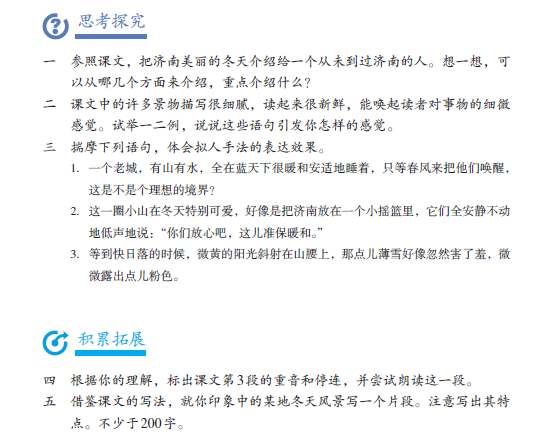 思考探究
一 参照课文，把济南美丽的冬天介绍给一个从未到过济南的人。想一想，可
以从哪几个方面来介绍，重点介绍什么？
二 课文中的许多景物描写很细腻，读起来很新鲜，能唤起读者对事物的细微
感觉。试举一二例，说说这些语句引发你怎样的感觉。
三 揣摩下列语句，体会拟人手法的表达效果。
1. 一个老城，有山有水，全在蓝天下很暖和安适地睡着，只等春风来把他们唤醒，
这是不是个理想的境界？
2. 这一圈小山在冬天特别可爱，好像是把济南放在一个小摇篮里，它们全安静不动
地低声地说：“你们放心吧，这儿准保暖和。”
3. 等到快日落的时候，微黄的阳光斜射在山腰上，那点儿薄雪好像忽然害了羞，微
微露出点儿粉色。
积累拓展
四 根据你的理解，标出课文第3段的重音和停连，并尝试朗读这一段。
五 借鉴课文的写法，就你印象中的某地冬天风景写一个片段。注意写出其特
点。不少于200字。